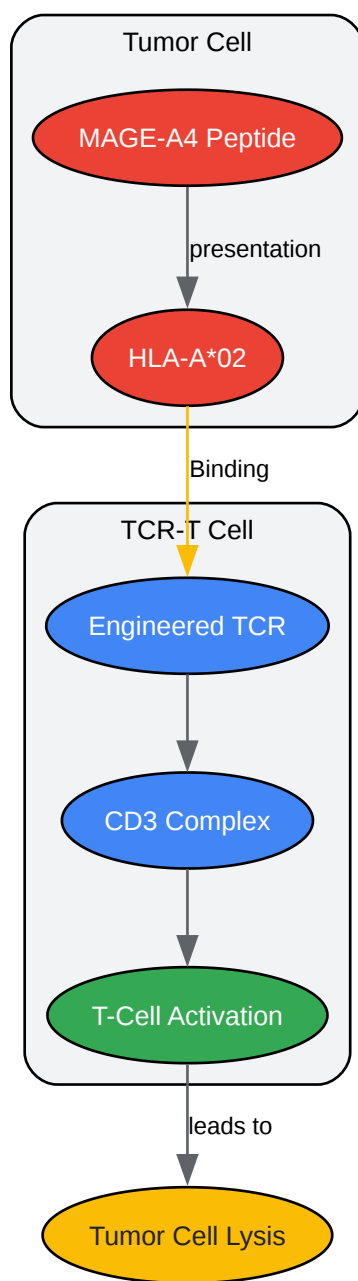 Tumor Cell
MAGE-A4 Peptide
presentation
HLA-A*02
Binding
TCR-T Cell
Engineered TCR
CD3 Complex
T-Cell Activation
leads to
Tumor Cell Lysis